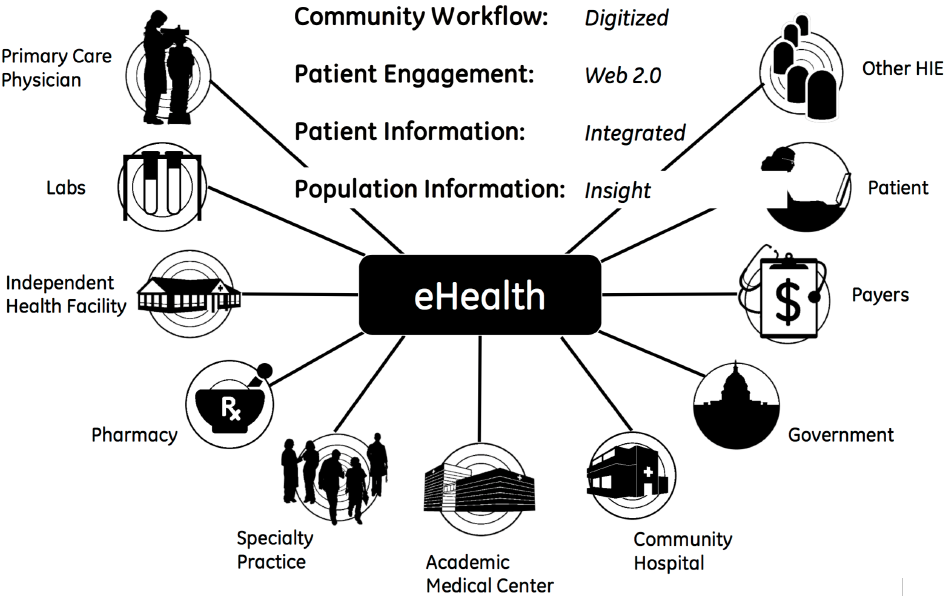 Community Workflow: Digitized
Patient Engagement: Web 2.0
Patient Information: Integrated
Population Information: Insight
Primary Care
Physician
Labs
Independent
Health Facility
Pharmacy
Rx
Specialty
Practice
Academic
Medical Center
Community
Hospital
Government
Payers
$
Patient
Other HIE
eHealth